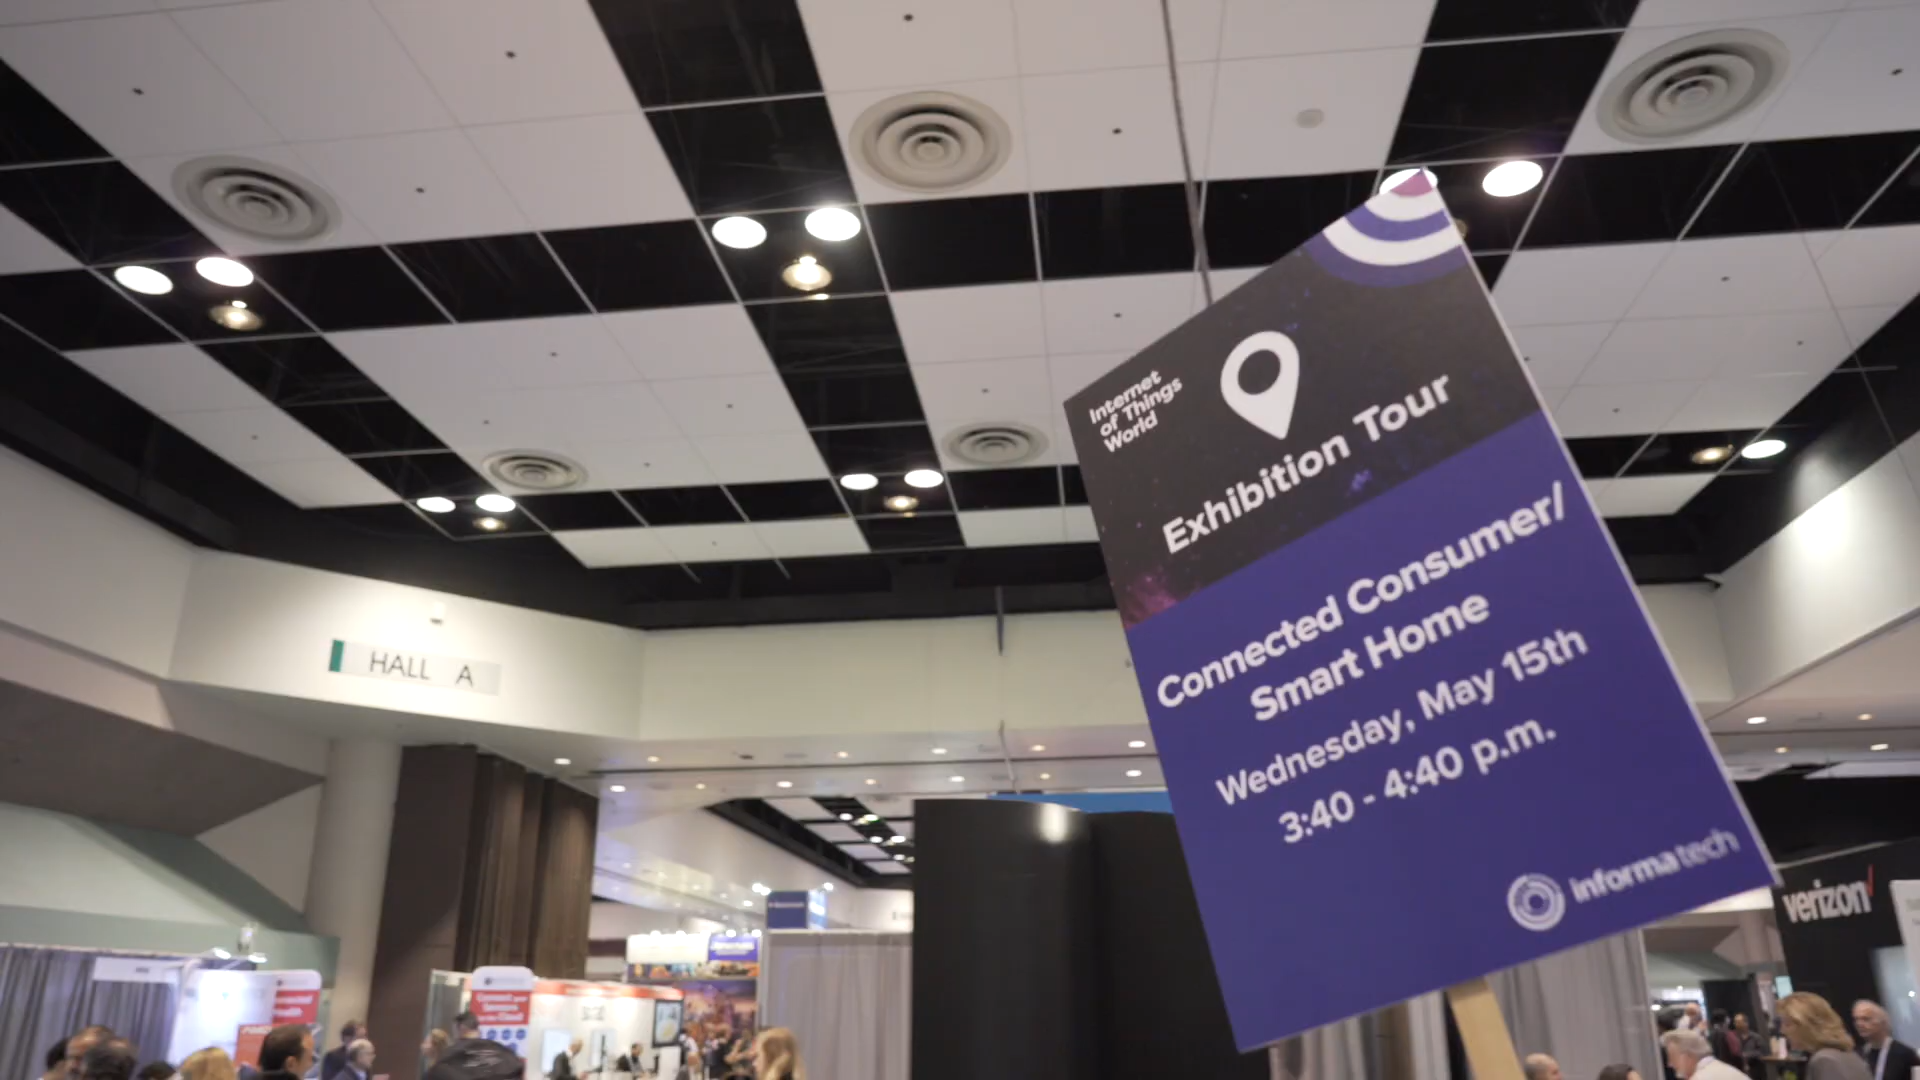 HALL A
Internet
of Things
World
Exhibition Tour
Connected Consumer/
Smart Home
Wednesday, May 15th
3:40 - 4:40 p.m.
informatech
verizon